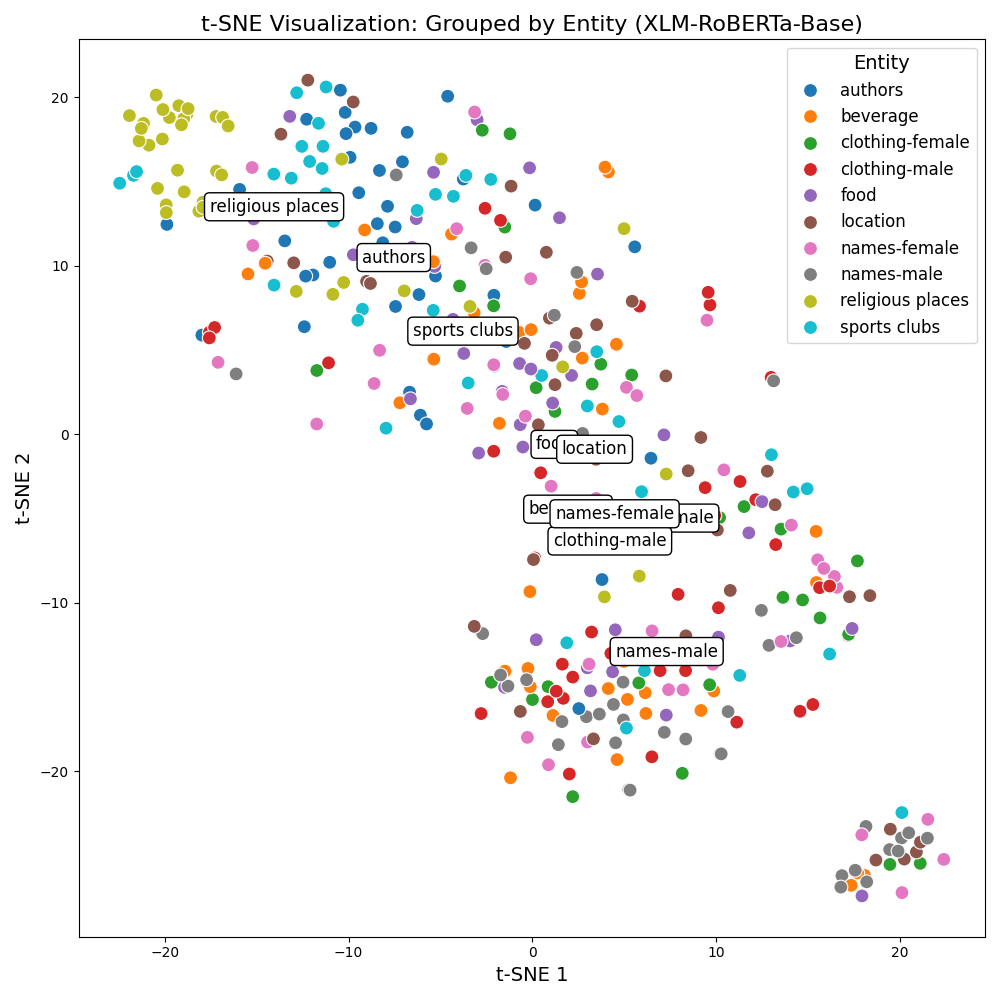 t-SNE Visualization: Grouped by Entity (XLM-RoBERTa-Base)
Entity
authors
beverage
clothing-female
clothing-male
food
location
names-female
names-male
religious places
sports clubs
religious places
authors
sports clubs
location
names-female
clothing-male
names-male
20
10
0
−10
−20
t-SNE 2
−20
−10
0
10
20
t-SNE 1